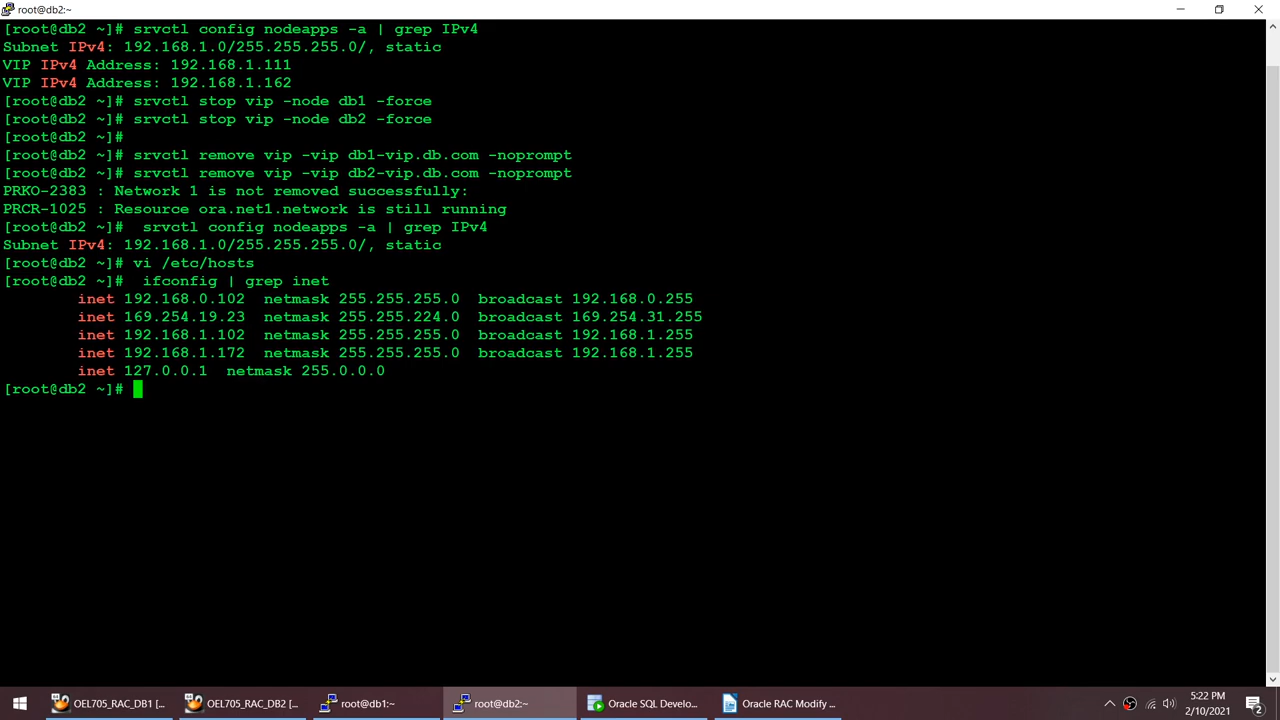 root@db2:~
[root@db2 ~]# srvctl config nodeapps -a | grep IPv4
Subnet IPv4: 192.168.1.0/255.255.255.0/, static
VIP IPv4 Address: 192.168.1.111
VIP IPv4 Address: 192.168.1.162
[root@db2 ~]# srvctl stop vip -node db1 -force
[root@db2 ~]# srvctl stop vip -node db2 -force
[root@db2 ~]#
[root@db2 ~]# srvctl remove vip -vip db1-vip.db.com -noprompt
[root@db2 ~]# srvctl remove vip -vip db2-vip.db.com -noprompt
PRKO-2383 : Network 1 is not removed successfully:
PRCR-1025 : Resource ora.net1.network is still running
[root@db2 ~]#  srvctl config nodeapps -a | grep IPv4
Subnet IPv4: 192.168.1.0/255.255.255.0/, static
[root@db2 ~]# vi /etc/hosts
[root@db2 ~]#  ifconfig | grep inet
        inet 192.168.0.102  netmask 255.255.255.0  broadcast 192.168.0.255
        inet 169.254.19.23  netmask 255.255.224.0  broadcast 169.254.31.255
        inet 192.168.1.102  netmask 255.255.255.0  broadcast 192.168.1.255
        inet 192.168.1.172  netmask 255.255.255.0  broadcast 192.168.1.255
        inet 127.0.0.1  netmask 255.0.0.0
[root@db2 ~]#
OEL705_RAC_DB1 [... OEL705_RAC_DB2 [... root@db1:~ root@db2:~ Oracle SQL Develo... Oracle RAC Modify ... 5:22 PM
2/10/2021
2